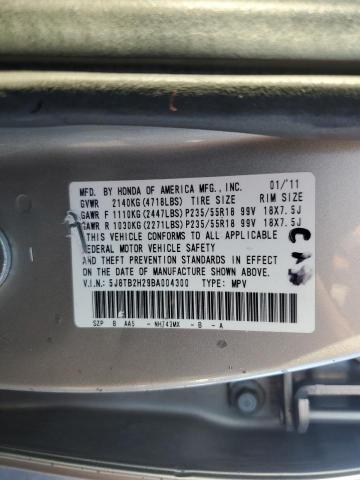 MFD. BY HONDA OF AMERICA MFG., INC. 01/'11
GVWR 2140KG(4718LBS) TIRE SIZE RIM SIZE
GAWR F 1110KG(2447LBS)P235/55R18 99V 18X7.5J
GAWR R 1030KG(2271LBS)P235/55R18 99V 18X7.5J
THIS VEHICLE CONFORMS TO ALL APPLICABLE
FEDERAL MOTOR VEHICLE SAFETY
AND THEFT PREVENTION STANDARDS IN EFFECT
ON THE DATE OF MANUFACTURE SHOWN ABOVE.
V.I.N.: 5J8TB2H29BA004300 TYPE: MPV
SZP B AA5 - NH743MX - B - A